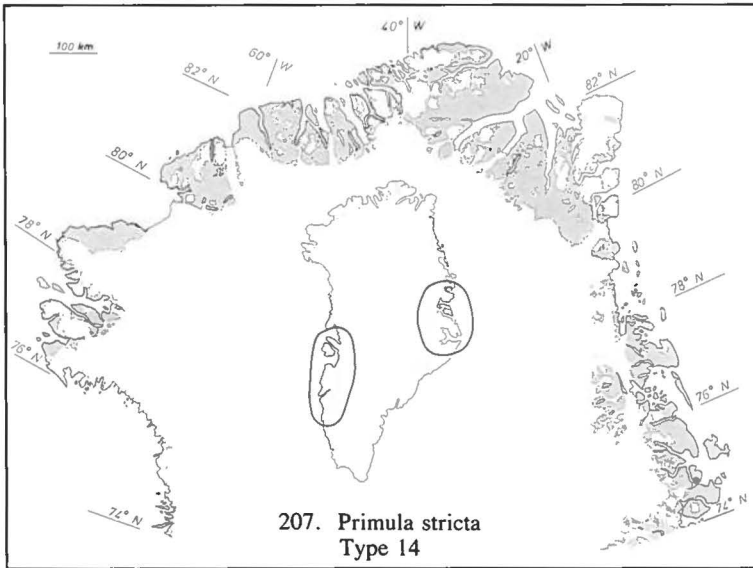 40° W
100 km
60° W
20° W
82° N
82° N
80° N
80° N
78° N
78° N
76° N
76° N
74° N
74° N
207. Primula stricta
Type 14